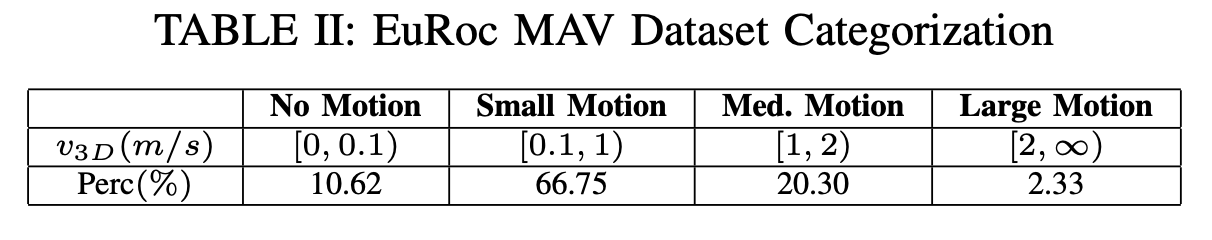 TABLE II: EuRoc MAV Dataset Categorization
No Motion Small Motion Med. Motion Large Motion
v3D(m/s) [0, 0.1) [0.1, 1) [1, 2) [2, ∞)
Perc(%) 10.62 66.75 20.30 2.33